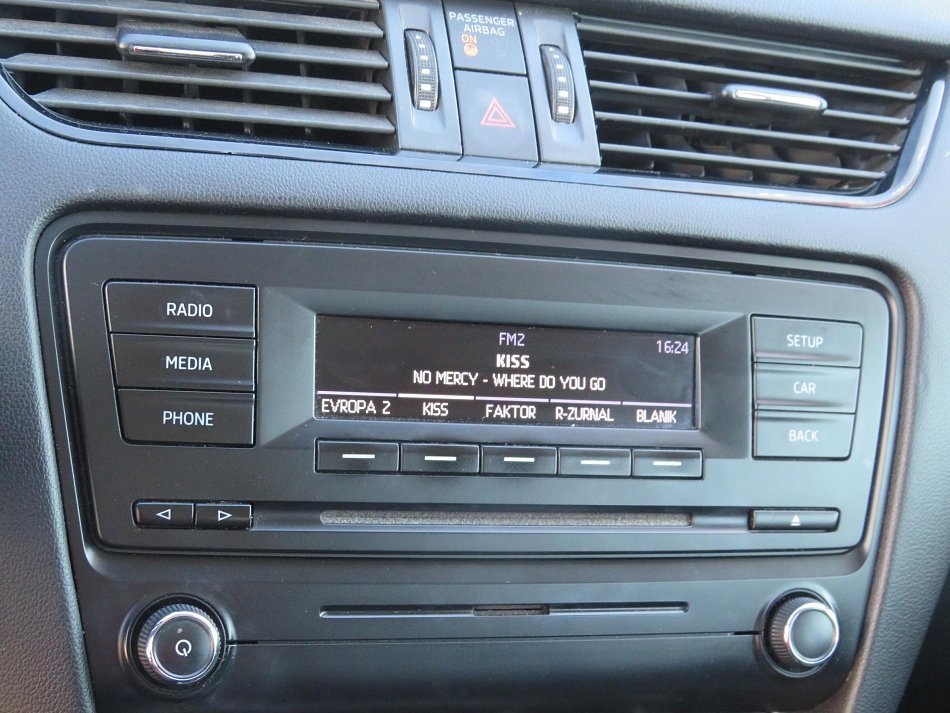 PASSENGER
AIRBAG
ON
RADIO
MEDIA
PHONE
FM2
16:24
KISS
NO MERCY - WHERE DO YOU GO
EVROPA 2 KISS FAKTOR R-ZURNAL BLANIK
SETUP
CAR
BACK